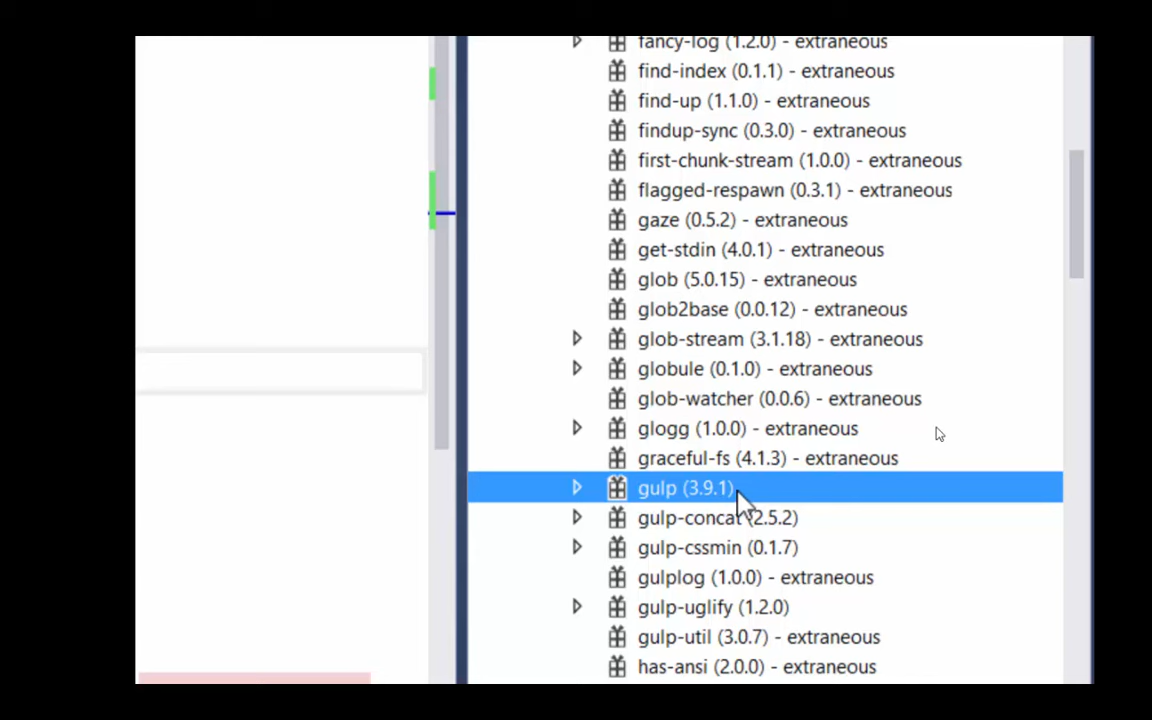 fancy-log (1.2.0) - extraneous
find-index (0.1.1) - extraneous
find-up (1.1.0) - extraneous
findup-sync (0.3.0) - extraneous
first-chunk-stream (1.0.0) - extraneous
flagged-respawn (0.3.1) - extraneous
gaze (0.5.2) - extraneous
get-stdin (4.0.1) - extraneous
glob (5.0.15) - extraneous
glob2base (0.0.12) - extraneous
glob-stream (3.1.18) - extraneous
globule (0.1.0) - extraneous
glob-watcher (0.0.6) - extraneous
glogg (1.0.0) - extraneous
graceful-fs (4.1.3) - extraneous
gulp (3.9.1)
gulp-concat (2.5.2)
gulp-cssmin (0.1.7)
gulplog (1.0.0) - extraneous
gulp-uglify (1.2.0)
gulp-util (3.0.7) - extraneous
has-ansi (2.0.0) - extraneous